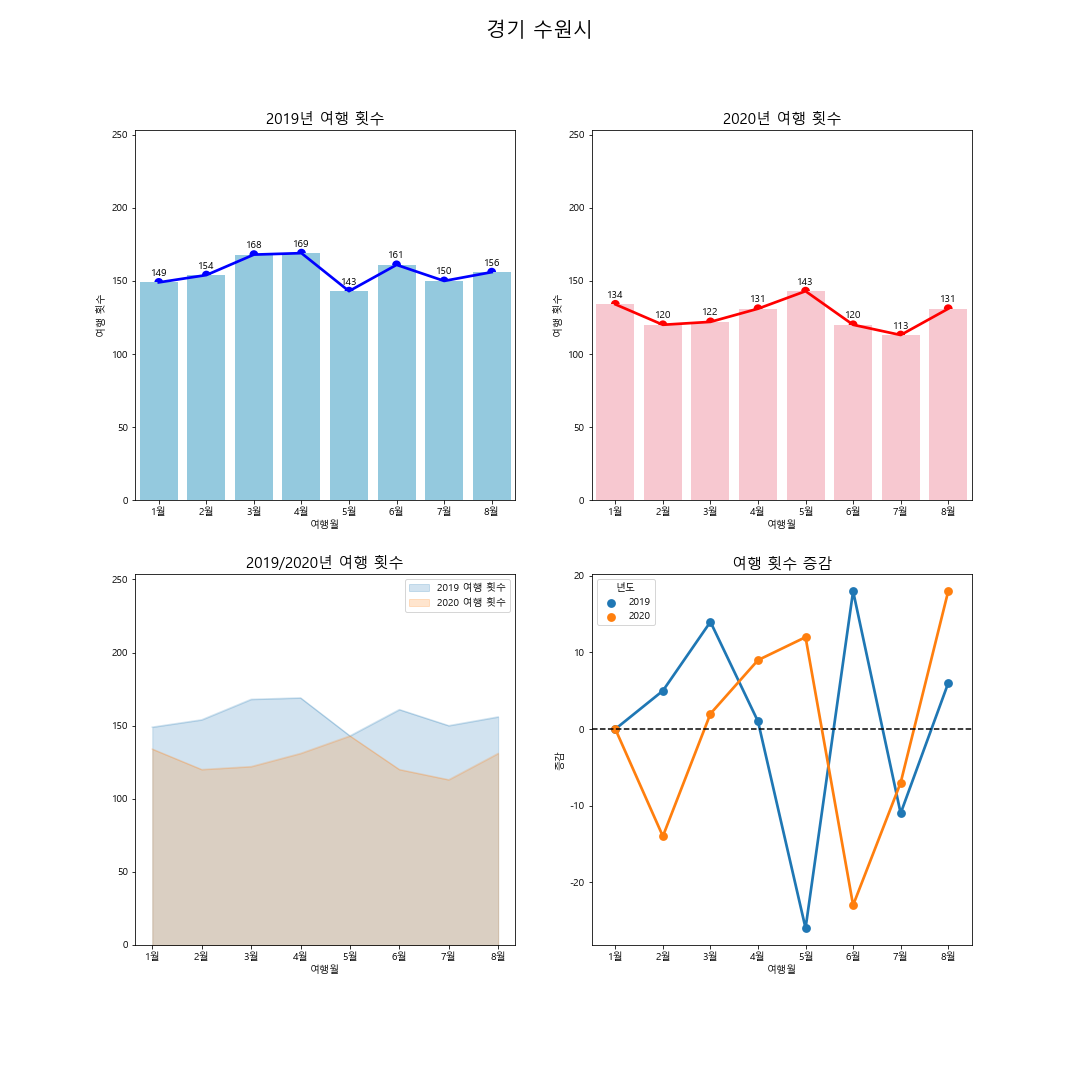 경기 수원시
2019년 여행 횟수
250
200
150
100
50
0
여행 횟수
149
154
168
169
143
161
150
156
1월
2월
3월
4월
5월
6월
7월
8월
여행월
2020년 여행 횟수
250
200
150
100
50
0
여행 횟수
134
120
122
131
143
120
113
131
1월
2월
3월
4월
5월
6월
7월
8월
여행월
2019/2020년 여행 횟수
2019 여행 횟수
2020 여행 횟수
250
200
150
100
50
0
1월
2월
3월
4월
5월
6월
7월
8월
여행월
여행 횟수 증감
년도
2019
2020
20
10
0
-10
-20
증감
1월
2월
3월
4월
5월
6월
7월
8월
여행월